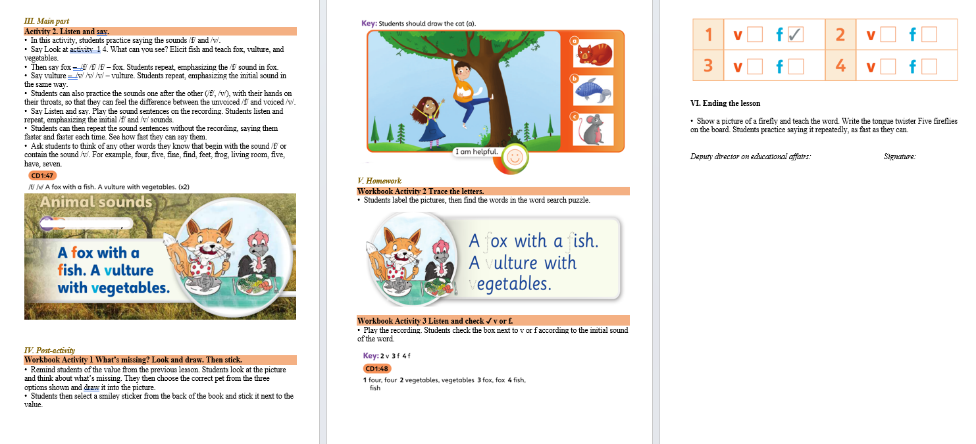 III. Main part
Activity 2. Listen and say.
• In this activity, students practice saying the sounds /f/ and /v/.
• Say Look at activity 1 4. What can you see? Elicit fish and teach fox, vulture, and
vegetables.
• Then say fox – /f/ /f/ /f/ – fox. Students repeat, emphasizing the /f/ sound in fox.
• Say vulture – /v/ /v/ /v/ – vulture. Students repeat, emphasizing the initial sound in
the same way.
• Students can also practice the sounds one after the other (/f/, /v/), with their hands on
their throats, so that they can feel the difference between the unvoiced /f/ and voiced /v/.
• Say Listen and say. Play the sound sentences on the recording. Students listen and
repeat, emphasizing the initial /f/ and /v/ sounds.
• Students can then repeat the sound sentences without the recording, saying them
faster and faster each time. See how fast they can say them.
• Ask students to think of any other words they know that begin with the sound /f/ or
contain the sound /v/. For example, four, five, fine, find, feet, frog, living room, five,
have, seven.
CD1:47
/f/ /v/ A fox with a fish. A vulture with vegetables. (x2)
Animal sounds
A fox with a
fish. A vulture
with vegetables.
IV. Post-activity
Workbook Activity 1 What's missing? Look and draw. Then stick.
• Remind students of the value from the previous lesson. Students look at the picture
and think about what's missing. They then choose the correct pet from the three
options shown and draw it into the picture.
• Students then select a smiley sticker from the back of the book and stick it next to the
value.
Key: Students should draw the cat (a).
a
b
c
I am helpful.
V. Homework
Workbook Activity 2 Trace the letters.
• Students label the pictures, then find the words in the word search puzzle.
A fox with a fish.
A vulture with
vegetables.
Workbook Activity 3 Listen and check ✓ v or f.
• Play the recording. Students check the box next to v or f according to the initial sound
of the word.
Key: 2 v 3 f 4 f
CD1:48
1 four, four 2 vegetables, vegetables 3 fox, fox 4 fish,
fish
1 v f ✓ 2 v f
3 v f 4 v f
VI. Ending the lesson
• Show a picture of a firefly and teach the word. Write the tongue twister Five fireflies
on the board. Students practice saying it repeatedly, as fast as they can.
Deputy director on educational affairs: Signature: